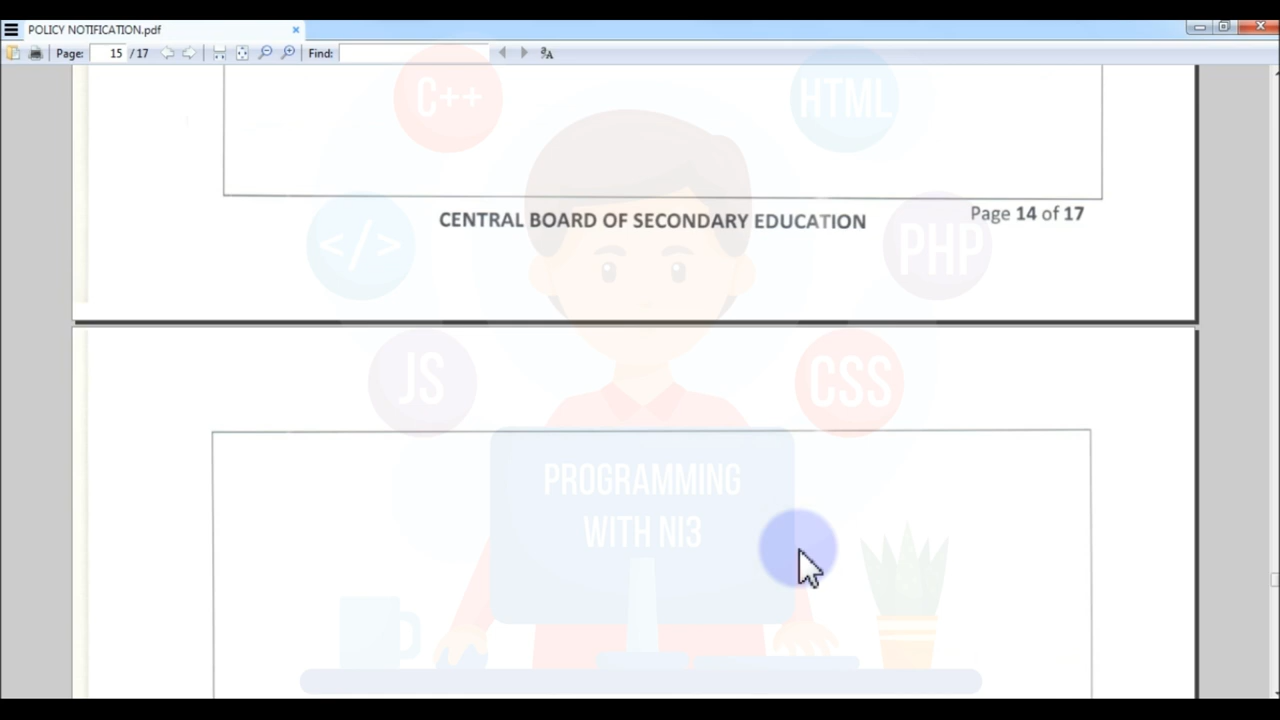 POLICY NOTIFICATION.pdf
Page: 15 / 17 Find:
C++ HTML
CENTRAL BOARD OF SECONDARY EDUCATION Page 14 of 17
</> PHP
JS CSS
PROGRAMMING
WITH NI3